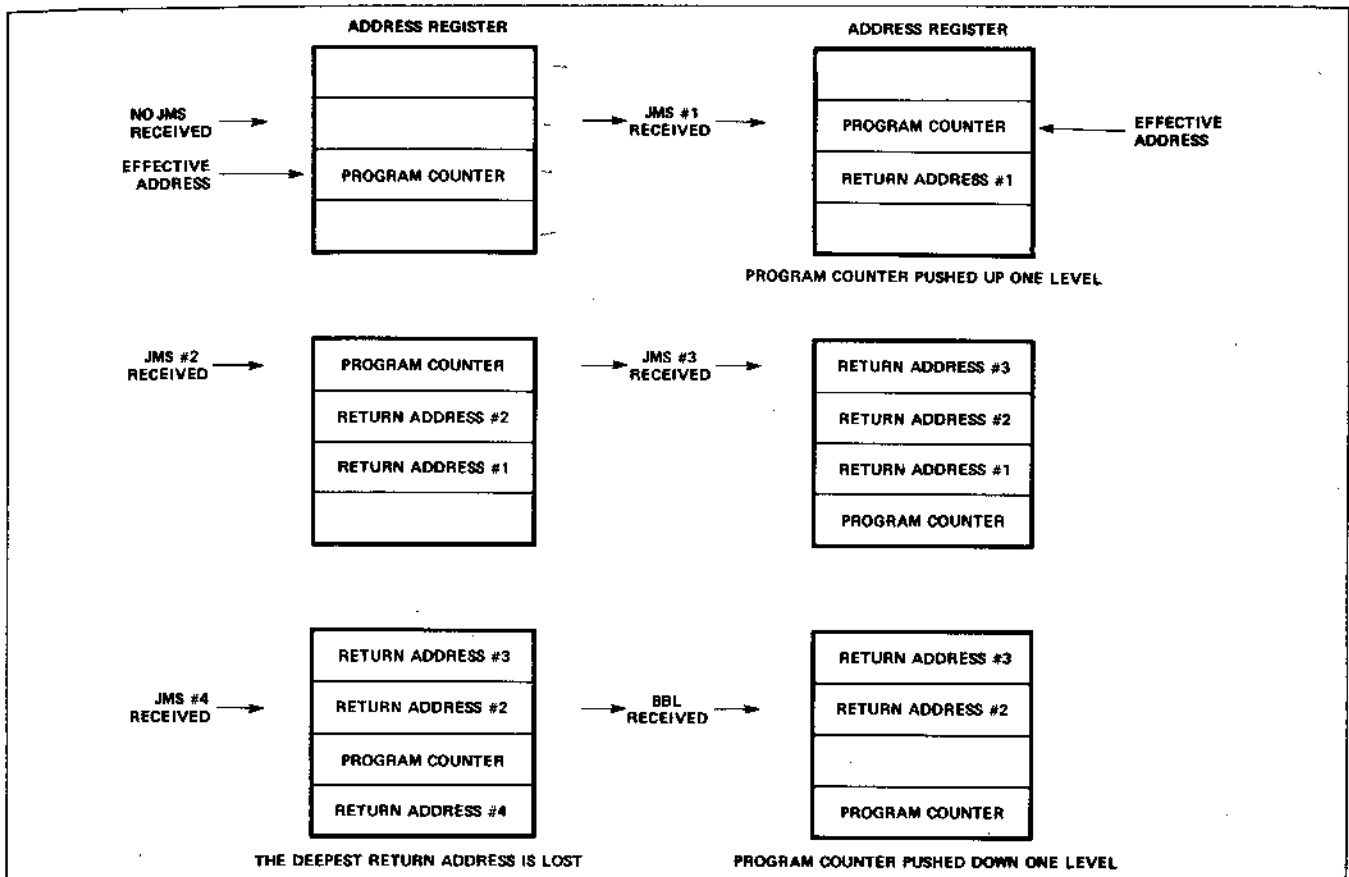 ADDRESS REGISTER
NO JMS
RECEIVED
EFFECTIVE
ADDRESS
PROGRAM COUNTER
JMS #1
RECEIVED
ADDRESS REGISTER
PROGRAM COUNTER
RETURN ADDRESS #1
EFFECTIVE
ADDRESS
PROGRAM COUNTER PUSHED UP ONE LEVEL
JMS #2
RECEIVED
PROGRAM COUNTER
RETURN ADDRESS #2
RETURN ADDRESS #1
JMS #3
RECEIVED
RETURN ADDRESS #3
RETURN ADDRESS #2
RETURN ADDRESS #1
PROGRAM COUNTER
JMS #4
RECEIVED
RETURN ADDRESS #3
RETURN ADDRESS #2
PROGRAM COUNTER
RETURN ADDRESS #4
THE DEEPEST RETURN ADDRESS IS LOST
BBL
RECEIVED
RETURN ADDRESS #3
RETURN ADDRESS #2
PROGRAM COUNTER
PROGRAM COUNTER PUSHED DOWN ONE LEVEL